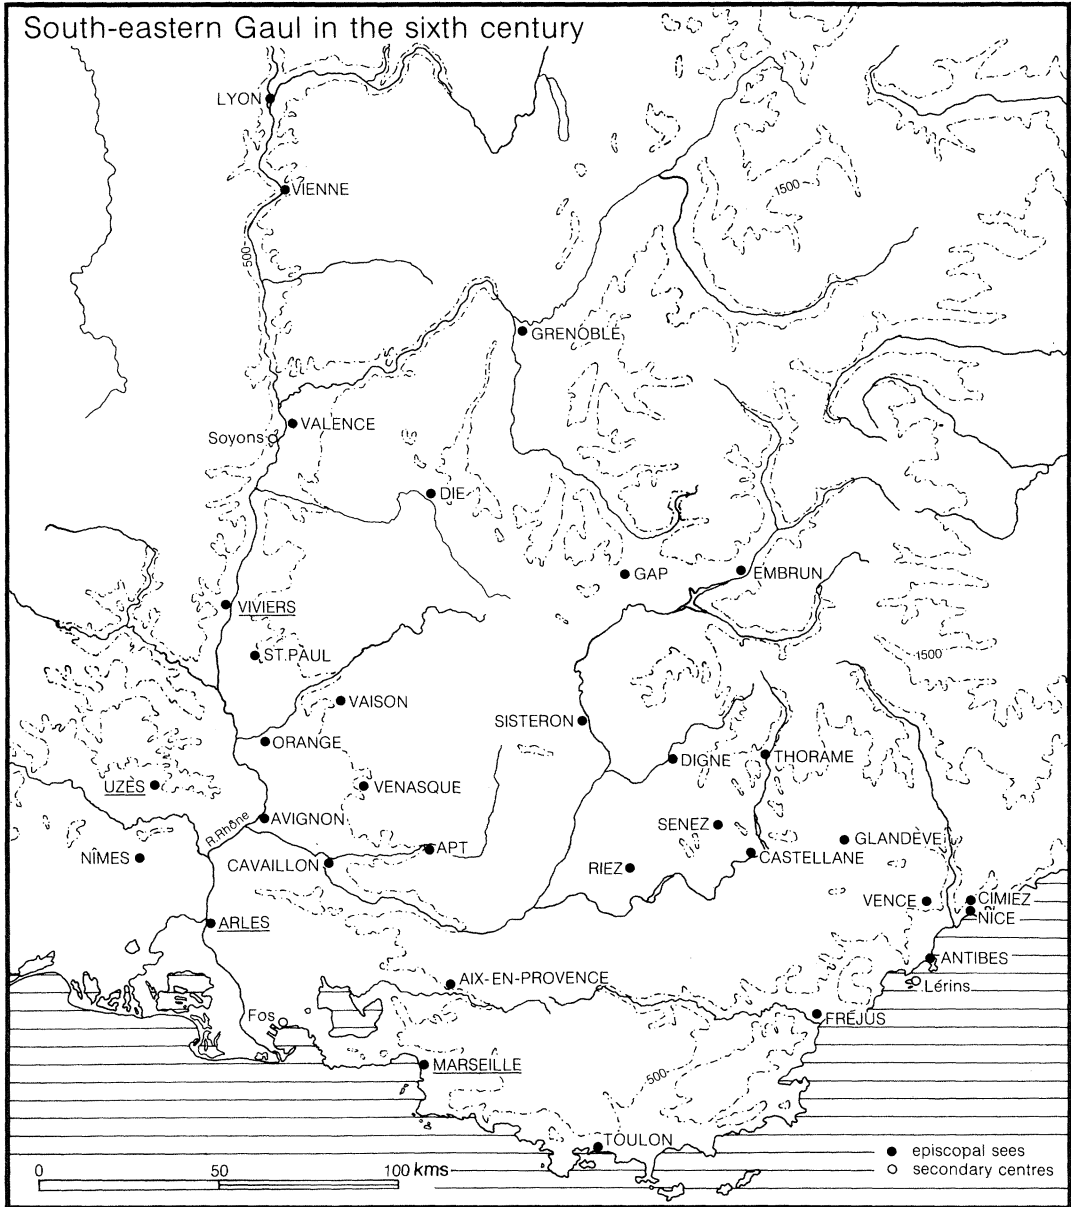 South-eastern Gaul in the sixth century
LYON
VIENNE
1500
500
GRENOBLE
VALENCE
Soyons
DIE
GAP
EMBRUN
VIVIERS
ST.PAUL
1500
VAISON
SISTERON
ORANGE
DIGNE
THORAME
UZÈS
VENASQUE
R.Rhône
AVIGNON
SENEZ
GLANDÈVE
NÎMES
CAVAILLON
APT
CASTELLANE
RIEZ
VENCE
CIMIEZ
NICE
ARLES
ANTIBES
AIX-EN-PROVENCE
Lérins
Fos
FRÉJUS
MARSEILLE
500
TOULON
episcopal sees
secondary centres
0 50 100 kms